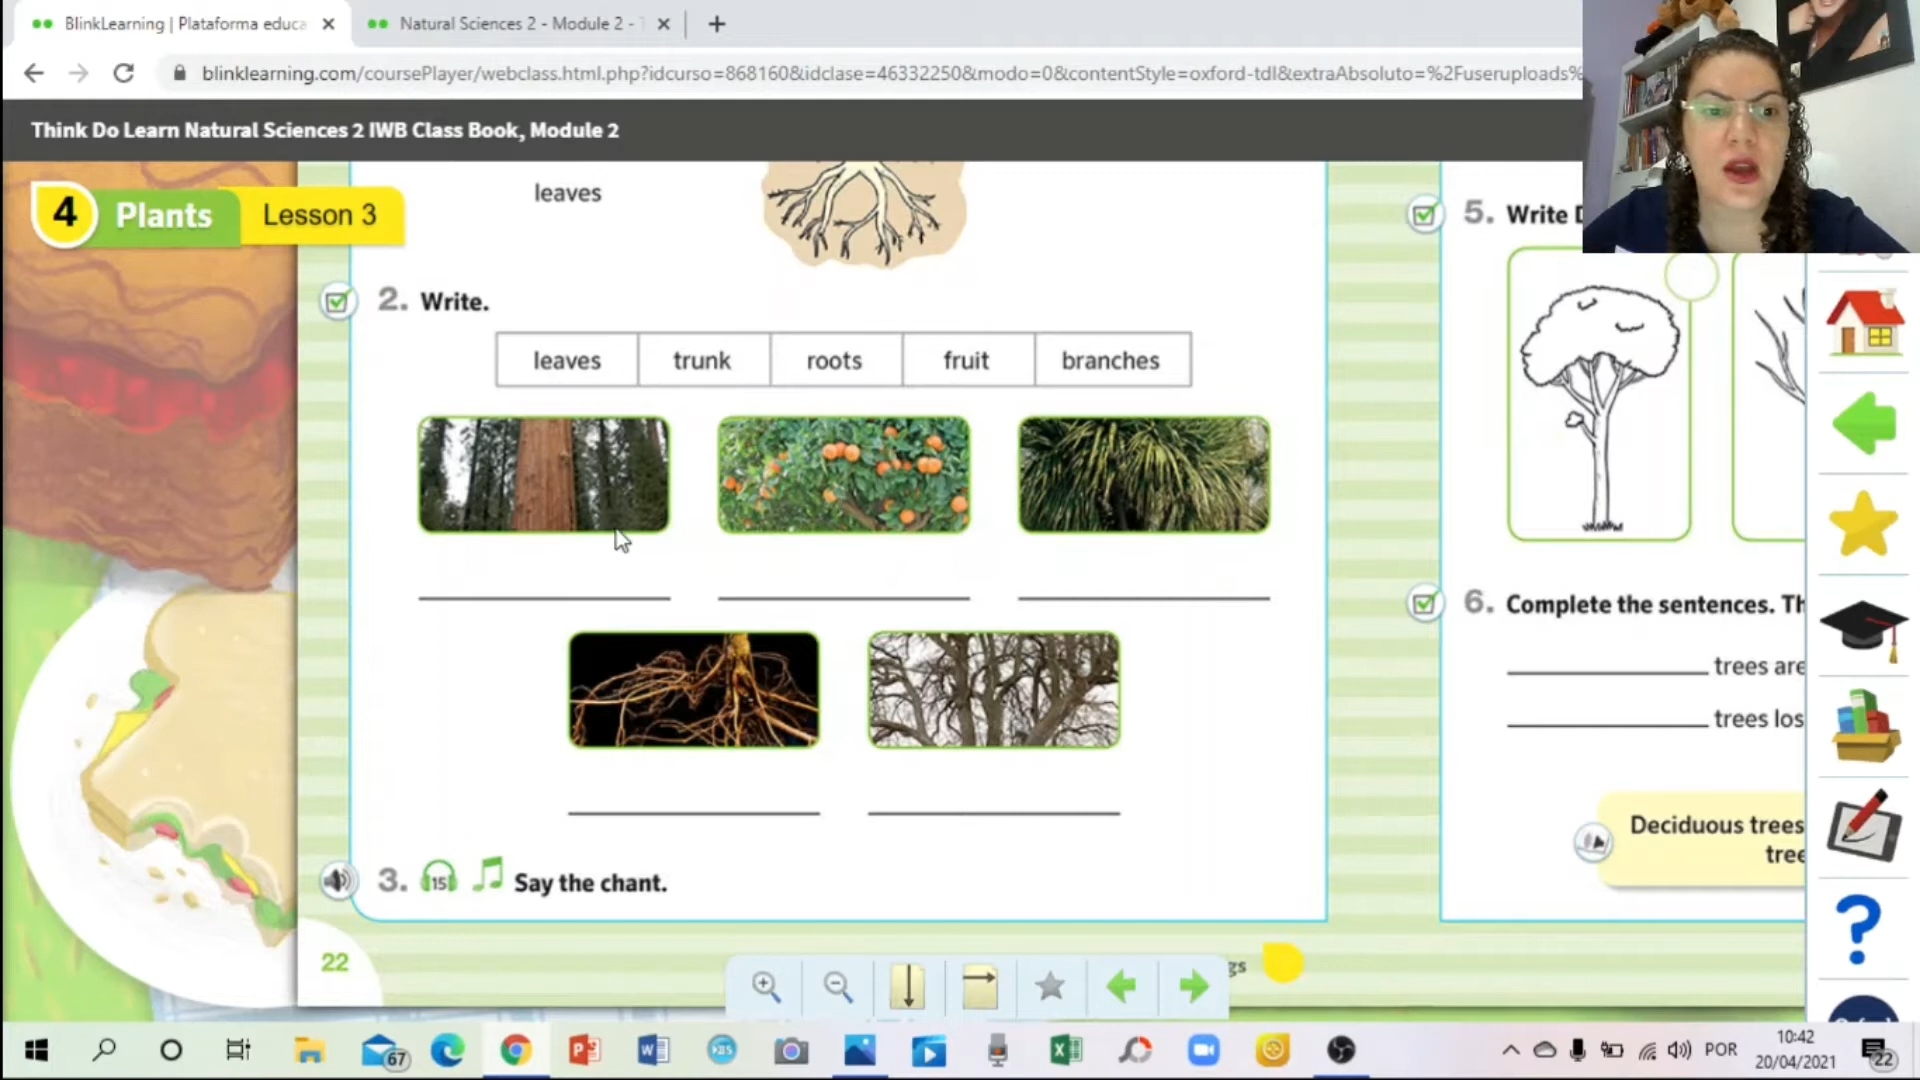 BlinkLearning | Plataforma educa
Natural Sciences 2 - Module 2 -
blinklearning.com/coursePlayer/webclass.html.php?idcurso=868160&idclase=46332250&modo=0&contentStyle=oxford-tdl&extraAbsoluto=%2Fuseruploads%
Think Do Learn Natural Sciences 2 IWB Class Book, Module 2
4 Plants Lesson 3
leaves
2. Write.
leaves trunk roots fruit branches
3. 15 Say the chant.
22
5. Write
6. Complete the sentences.
trees are
trees los
Deciduous trees
tree
gs
67
POR
10:42
20/04/2021
22